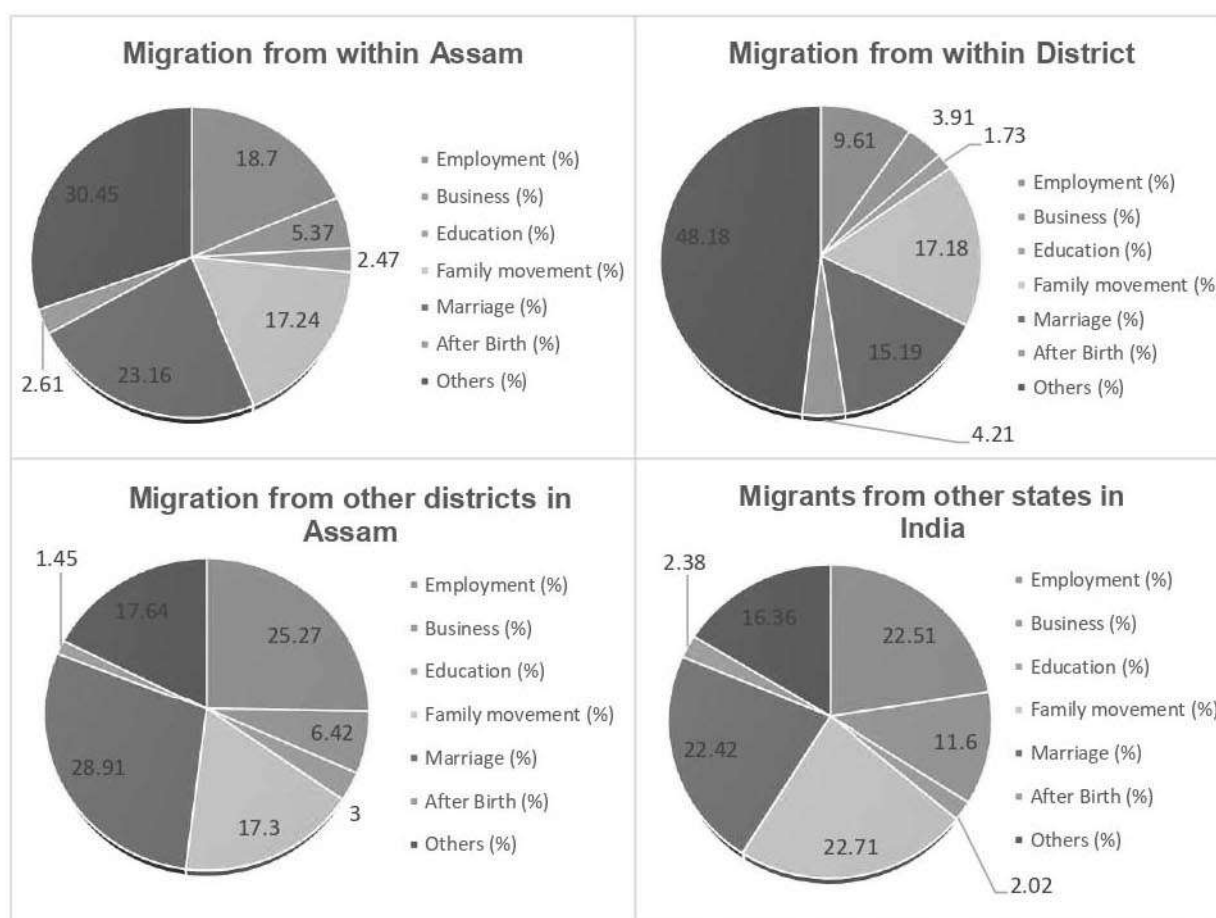 Migration from within Assam
18.7
5.37
2.47
17.24
23.16
2.61
30.45
Employment (%)
Business (%)
Education (%)
Family movement (%)
Marriage (%)
After Birth (%)
Others (%)
Migration from within District
9.61
3.91
1.73
17.18
15.19
4.21
48.18
Employment (%)
Business (%)
Education (%)
Family movement (%
Marriage (%)
After Birth (%)
Others (%)
Migration from other districts in
Assam
25.27
6.42
3
17.3
28.91
1.45
17.64
Employment (%)
Business (%)
Education (%)
Family movement (%)
Marriage (%)
After Birth (%)
Others (%)
Migrants from other states in
India
22.51
11.6
2.02
22.71
22.42
2.38
16.36
Employment (%)
Business (%)
Education (%)
Family movement (%)
Marriage (%)
After Birth (%)
Others (%)